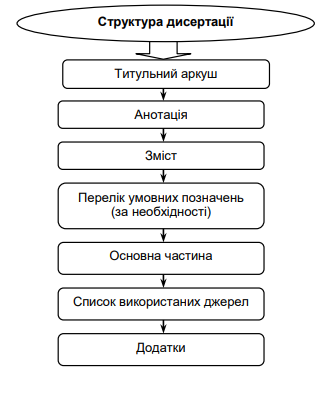 Структура дисертації
Титульний аркуш
Анотація
Зміст
Перелік умовних позначень
(за необхідності)
Основна частина
Список використаних джерел
Додатки